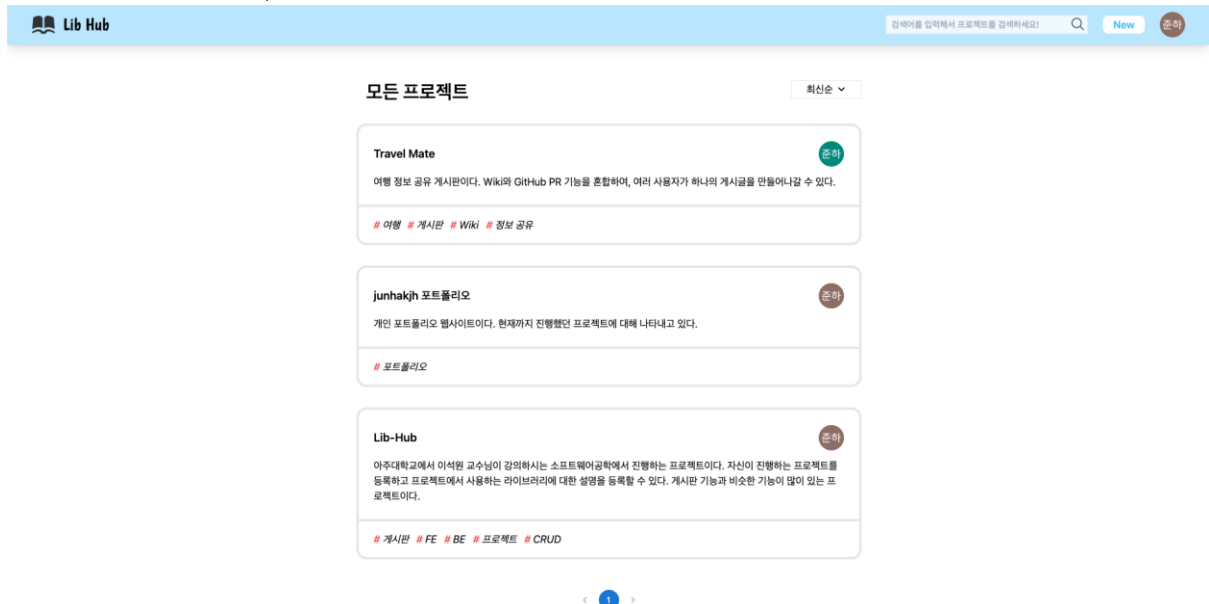 Lib Hub
검색어를 입력해서 프로젝트를 검색하세요!
New
준하
모든 프로젝트
최신순
Travel Mate
준하
여행 정보 공유 게시판이다. Wiki와 GitHub PR 기능을 혼합하여, 여러 사용자가 하나의 게시글을 만들어나갈 수 있다.
# 여행 # 게시판 # Wiki # 정보 공유
junhakjh 포트폴리오
준하
개인 포트폴리오 웹사이트이다. 현재까지 진행했던 프로젝트에 대해 나타내고 있다.
# 포트폴리오
Lib-Hub
준하
아주대학교에서 이석원 교수님이 강의하시는 소프트웨어공학에서 진행하는 프로젝트이다. 자신이 진행하는 프로젝트를
등록하고 프로젝트에서 사용하는 라이브러리에 대한 설명을 등록할 수 있다. 게시판 기능과 비슷한 기능이 많이 있는 프
로젝트이다.
# 게시판 # FE # BE # 프로젝트 # CRUD
< 1 >